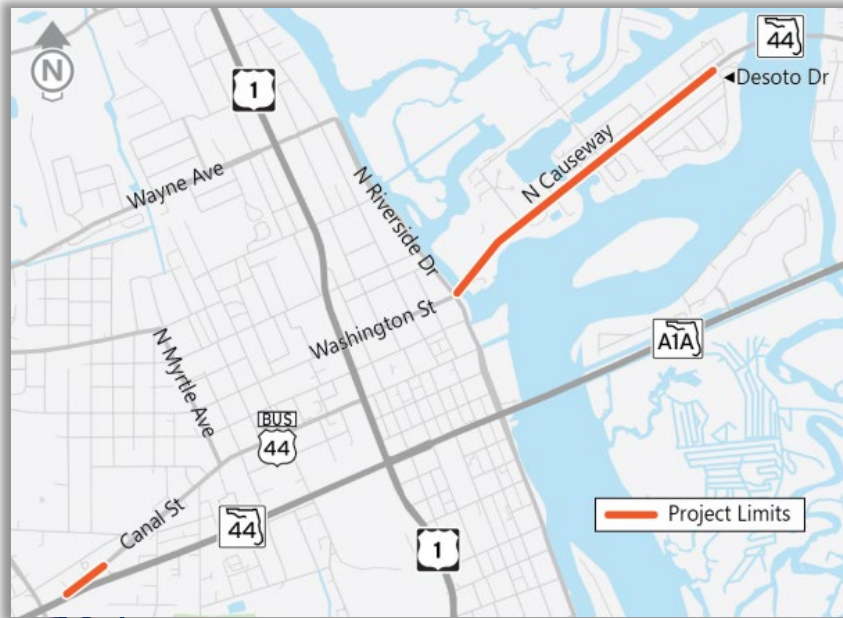 44
Desoto Dr
N
1
N Causeway
Wayne Ave
N Riverside Dr
Washington St
A1A
N Myrtle Ave
BUS
44
Canal St
44
1
Project Limits